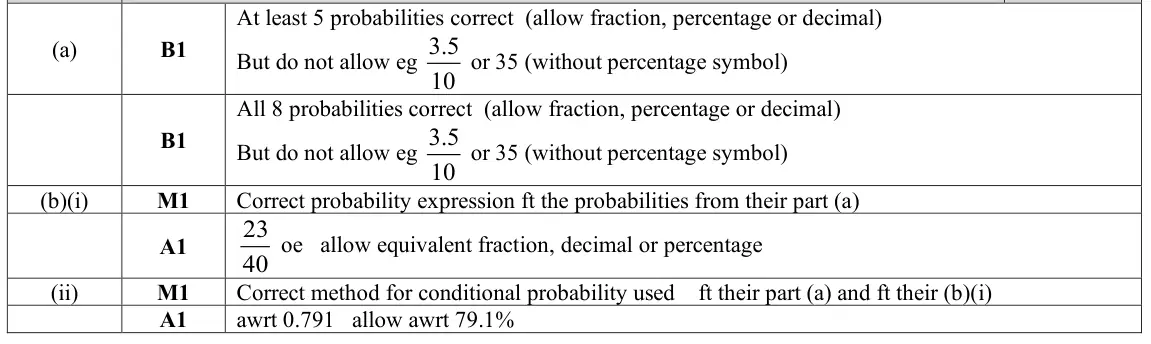 (a) B1 At least 5 probabilities correct (allow fraction, percentage or decimal)
But do not allow eg 3.5/10 or 35 (without percentage symbol)
B1 All 8 probabilities correct (allow fraction, percentage or decimal)
But do not allow eg 3.5/10 or 35 (without percentage symbol)
(b)(i) M1 Correct probability expression ft the probabilities from their part (a)
A1 23/40 oe allow equivalent fraction, decimal or percentage
(ii) M1 Correct method for conditional probability used ft their part (a) and ft their (b)(i)
A1 awrt 0.791 allow awrt 79.1%